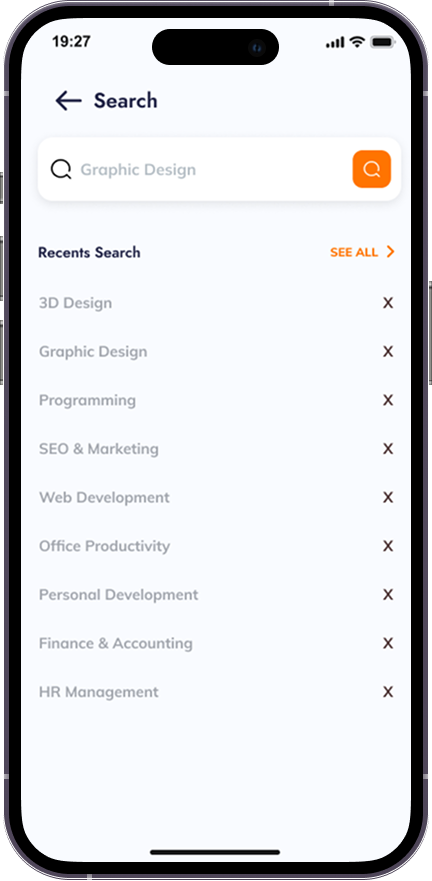 19:27
Search
Graphic Design
Recents Search SEE ALL
3D Design X
Graphic Design X
Programming X
SEO & Marketing X
Web Development X
Office Productivity X
Personal Development X
Finance & Accounting X
HR Management X